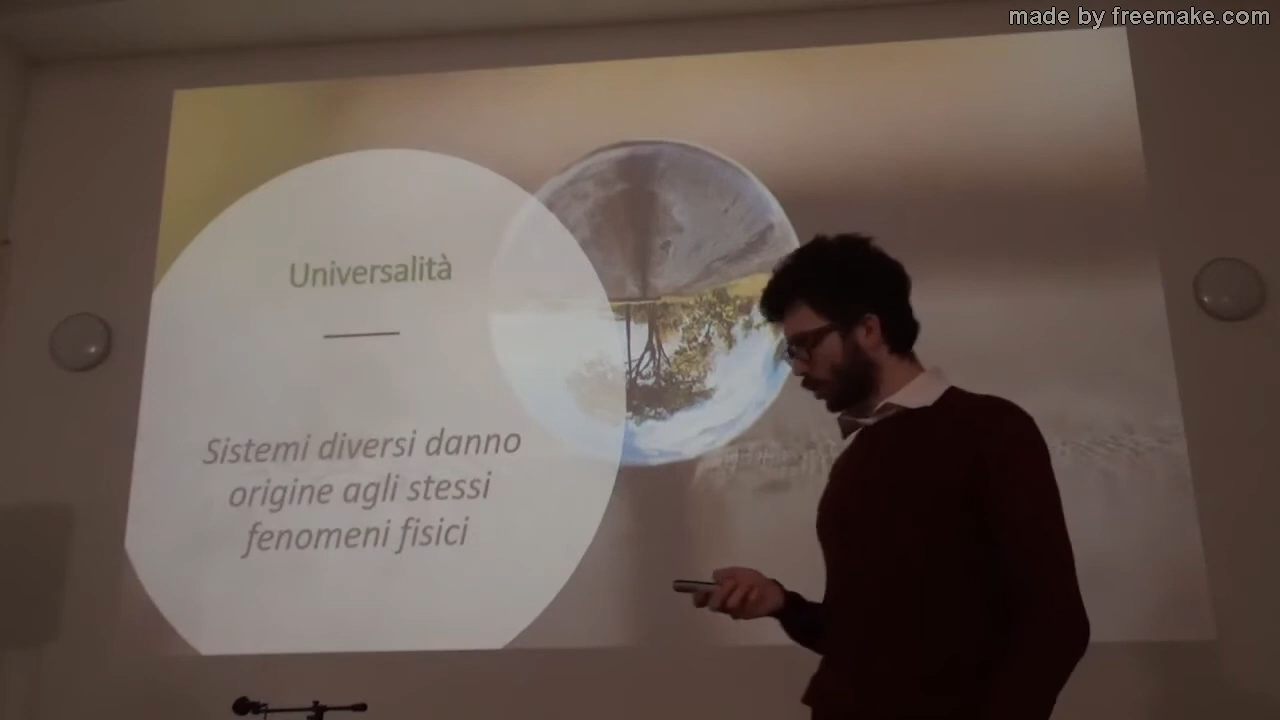 made by freemake.com
Universalità
Sistemi diversi danno
origine agli stessi
fenomeni fisici